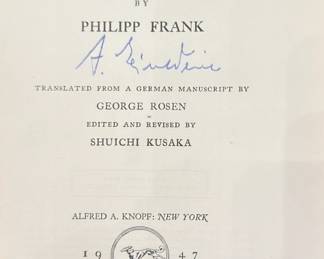 BY
PHILIPP FRANK
A. Einstein
TRANSLATED FROM A GERMAN MANUSCRIPT BY
GEORGE ROSEN
EDITED AND REVISED BY
SHUICHI KUSAKA
ALFRED A. KNOPF: NEW YORK
19 47